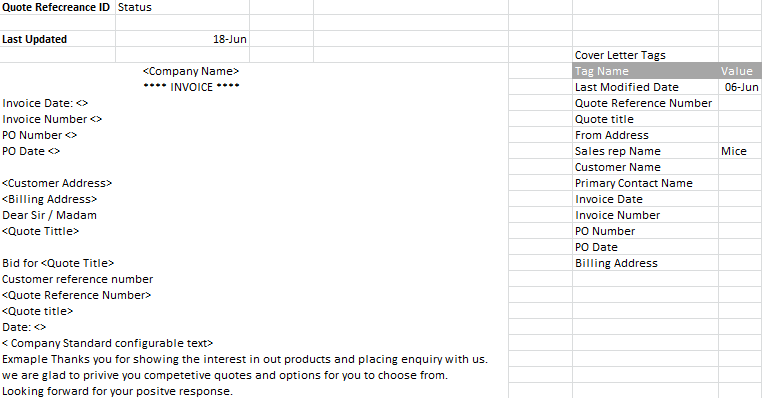 Quote Refecreance ID Status
Last Updated 18-Jun
Cover Letter Tags
<Company Name> Tag Name Value
**** INVOICE **** Last Modified Date 06-Jun
Invoice Date: <> Quote Reference Number
Invoice Number <> Quote title
PO Number <> From Address
PO Date <> Sales rep Name Mice
Customer Name
<Customer Address> Primary Contact Name
<Billing Address> Invoice Date
Dear Sir / Madam Invoice Number
<Quote Tittle> PO Number
PO Date
Bid for <Quote Title> Billing Address
Customer reference number
<Quote Reference Number>
<Quote title>
Date: <>
< Company Standard configurable text>
Exmaple Thanks you for showing the interest in out products and placing enquiry with us.
we are glad to privive you competetive quotes and options for you to choose from.
Looking forward for your positve response.